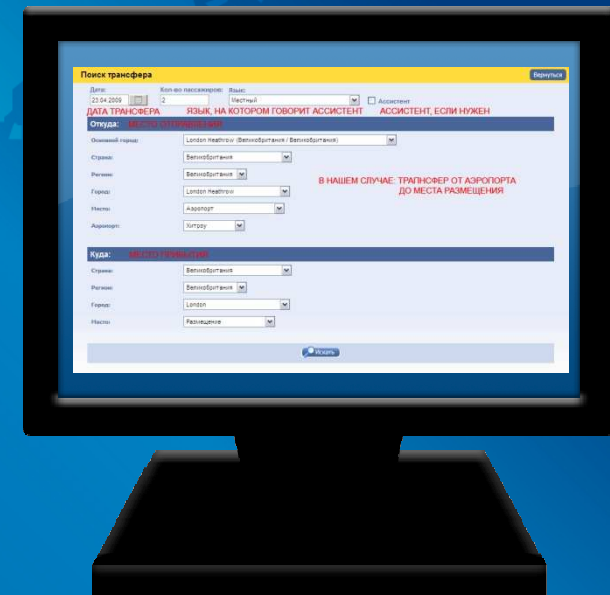 Поиск трансфера Вернуться
Дата: Кол-во пассажиров: Язык:
23.04.2009 2 Местный Ассистент
ДАТА ТРАНСФЕРА ЯЗЫК, НА КОТОРОМ ГОВОРИТ АССИСТЕНТ АССИСТЕНТ, ЕСЛИ НУЖЕН
Откуда: МЕСТО ОТПРАВЛЕНИЯ
Основной город: London Heathrow (Великобритания / Великобритания)
Страна: Великобритания
Регион: Великобритания
В НАШЕМ СЛУЧАЕ: ТРАПНСФЕР ОТ АЭРОПОРТА
Город: London Heathrow ДО МЕСТА РАЗМЕЩЕНИЯ
Место: Аэропорт
Аэропорт: Хитроу
Куда: МЕСТО ПРИБЫТИЯ
Страна: Великобритания
Регион: Великобритания
Город: London
Место: Размещение
Искать